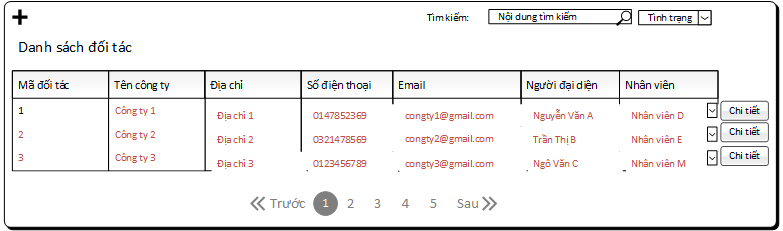 Tìm kiếm: Nội dung tìm kiếm Tình trạng
Danh sách đối tác
Mã đối tác Tên công ty Địa chỉ Số điện thoại Email Người đại diện Nhân viên
1 Công ty 1 Địa chỉ 1 0147852369 congty1@gmail.com Nguyễn Văn A Nhân viên D Chi tiết
2 Công ty 2 Địa chỉ 2 0321478569 congty2@gmail.com Trần Thị B Nhân viên E Chi tiết
3 Công ty 3 Địa chỉ 3 0123456789 congty3@gmail.com Ngô Văn C Nhân viên M Chi tiết
Trước 1 2 3 4 5 Sau